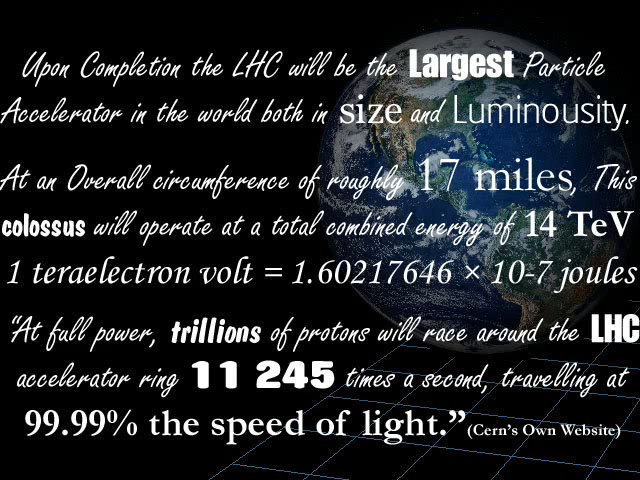 Upon Completion the LHC will be the Largest Particle
Accelerator in the world both in size and Luminousity.
At an Overall circumference of roughly 17 miles, This
colossus will operate at a total combined energy of 14 TeV
1 teraelectron volt = 1.60217646 × 10-7 joules
“At full power, trillions of protons will race around the LHC
accelerator ring 11 245 times a second, travelling at
99.99% the speed of light.”(Cern's Own Website)